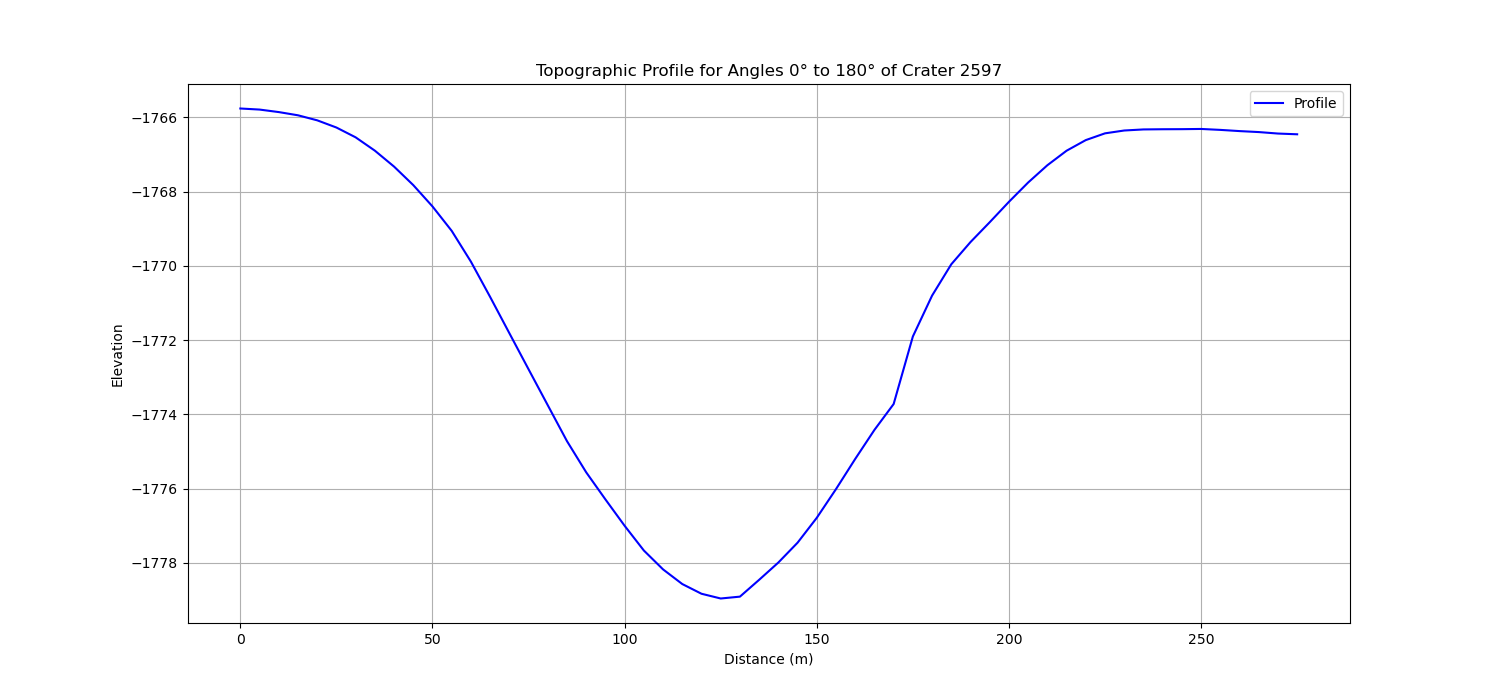 Topographic Profile for Angles 0° to 180° of Crater 2597
Profile
−1766
−1768
−1770
−1772
−1774
−1776
−1778
Elevation
0 50 100 150 200 250
Distance (m)